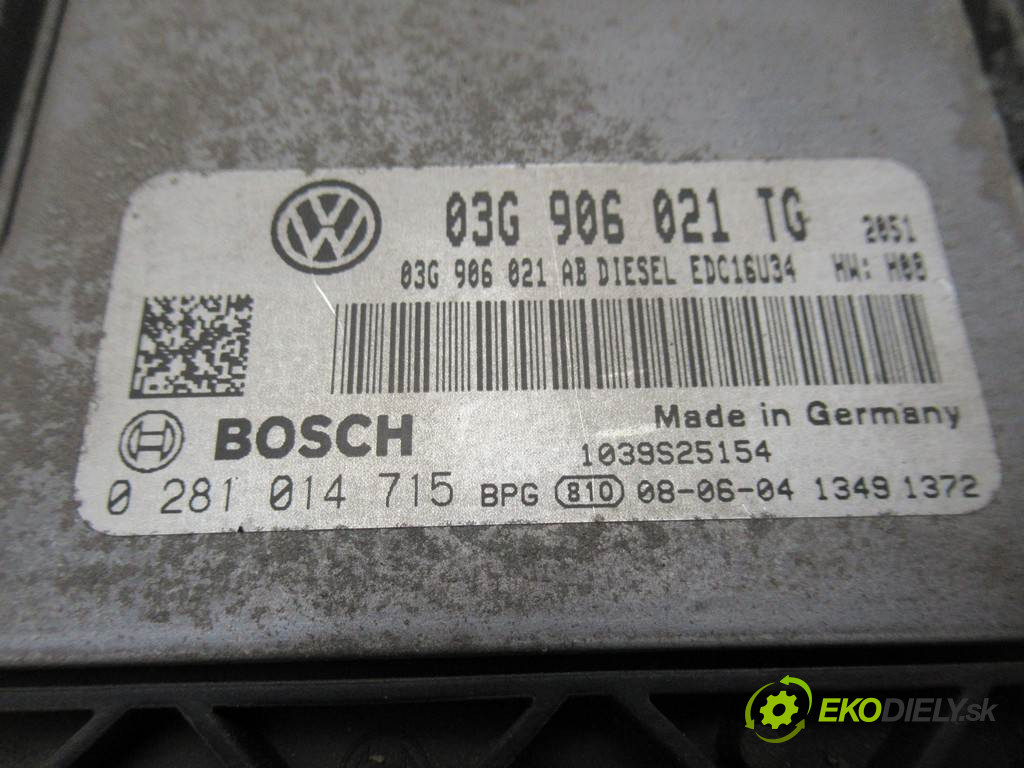 03G 906 021 TG 2051
03G 906 021 AB DIESEL EDC16U34 HW: H08
BOSCH Made in Germany
1039S25154
0 281 014 715 BPG 810 08-06-04 1349 1372
EKODIELY.sk